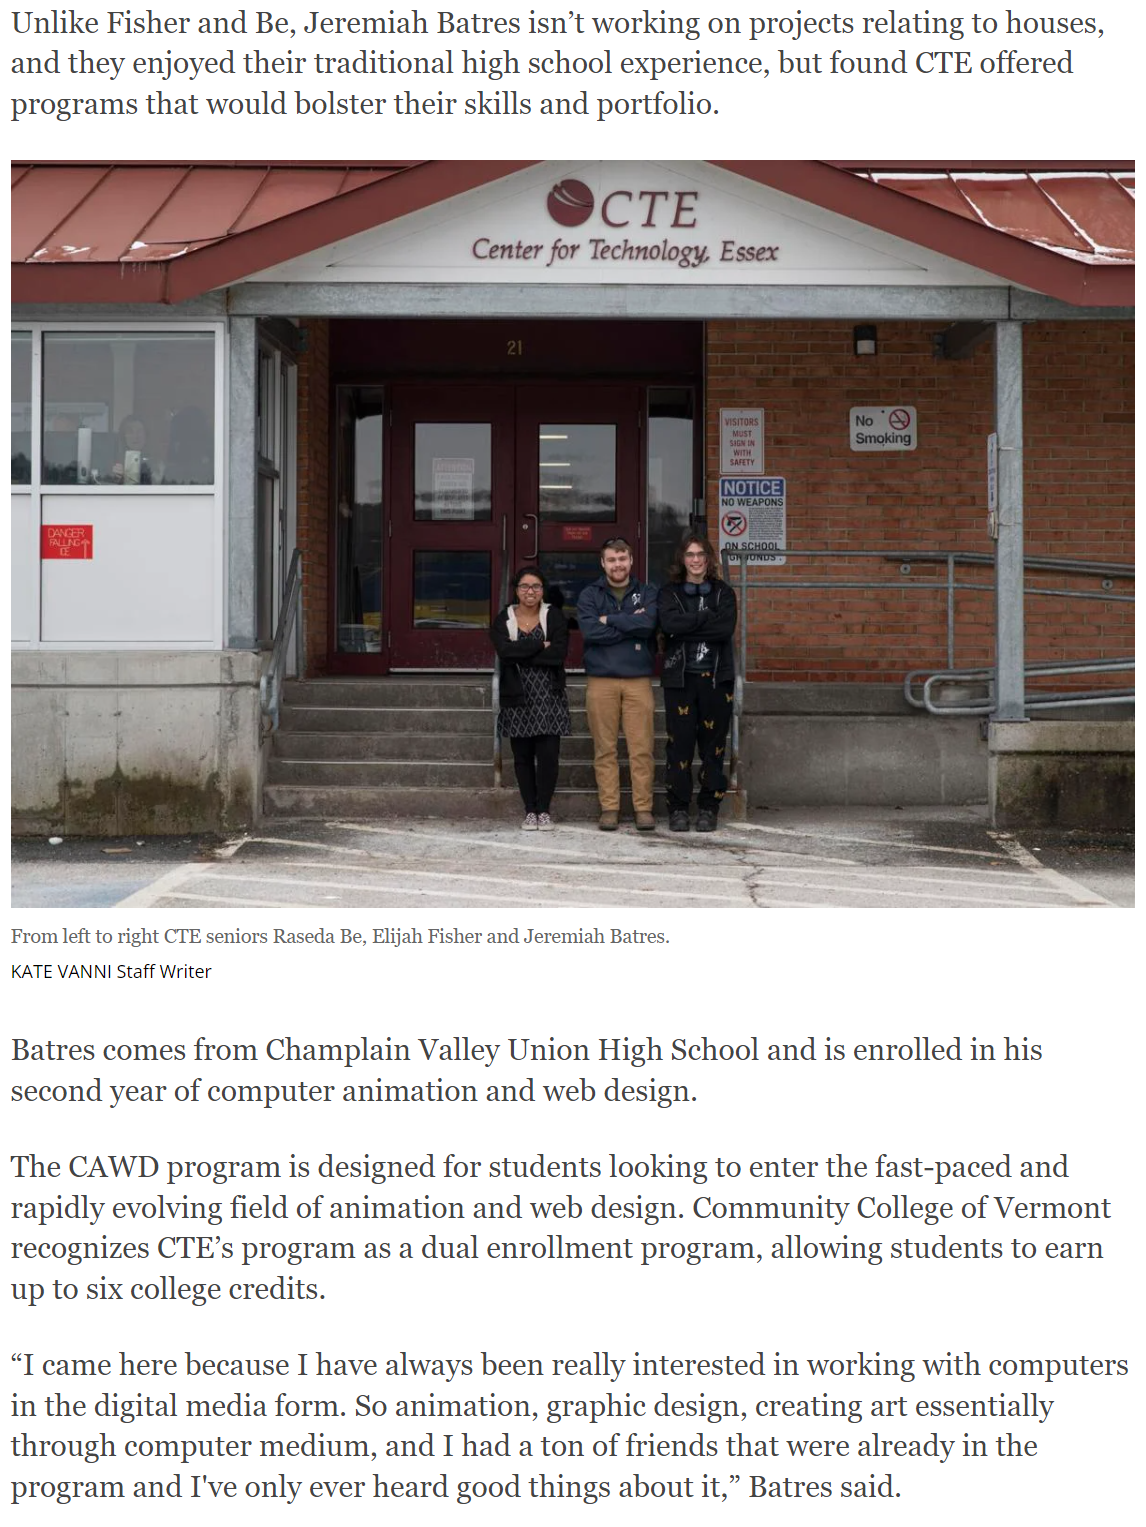 Unlike Fisher and Be, Jeremiah Batres isn’t working on projects relating to houses,
and they enjoyed their traditional high school experience, but found CTE offered
programs that would bolster their skills and portfolio.
CTE
Center for Technology, Essex
21
VISITORS
MUST
SIGN IN
WITH
SAFETY
No
Smoking
NOTICE
NO WEAPONS
ON SCHOOL
GROUNDS
DANGER
FALLING
ICE
From left to right CTE seniors Raseda Be, Elijah Fisher and Jeremiah Batres.
KATE VANNI Staff Writer
Batres comes from Champlain Valley Union High School and is enrolled in his
second year of computer animation and web design.
The CAWD program is designed for students looking to enter the fast-paced and
rapidly evolving field of animation and web design. Community College of Vermont
recognizes CTE’s program as a dual enrollment program, allowing students to earn
up to six college credits.
“I came here because I have always been really interested in working with computers
in the digital media form. So animation, graphic design, creating art essentially
through computer medium, and I had a ton of friends that were already in the
program and I've only ever heard good things about it,” Batres said.